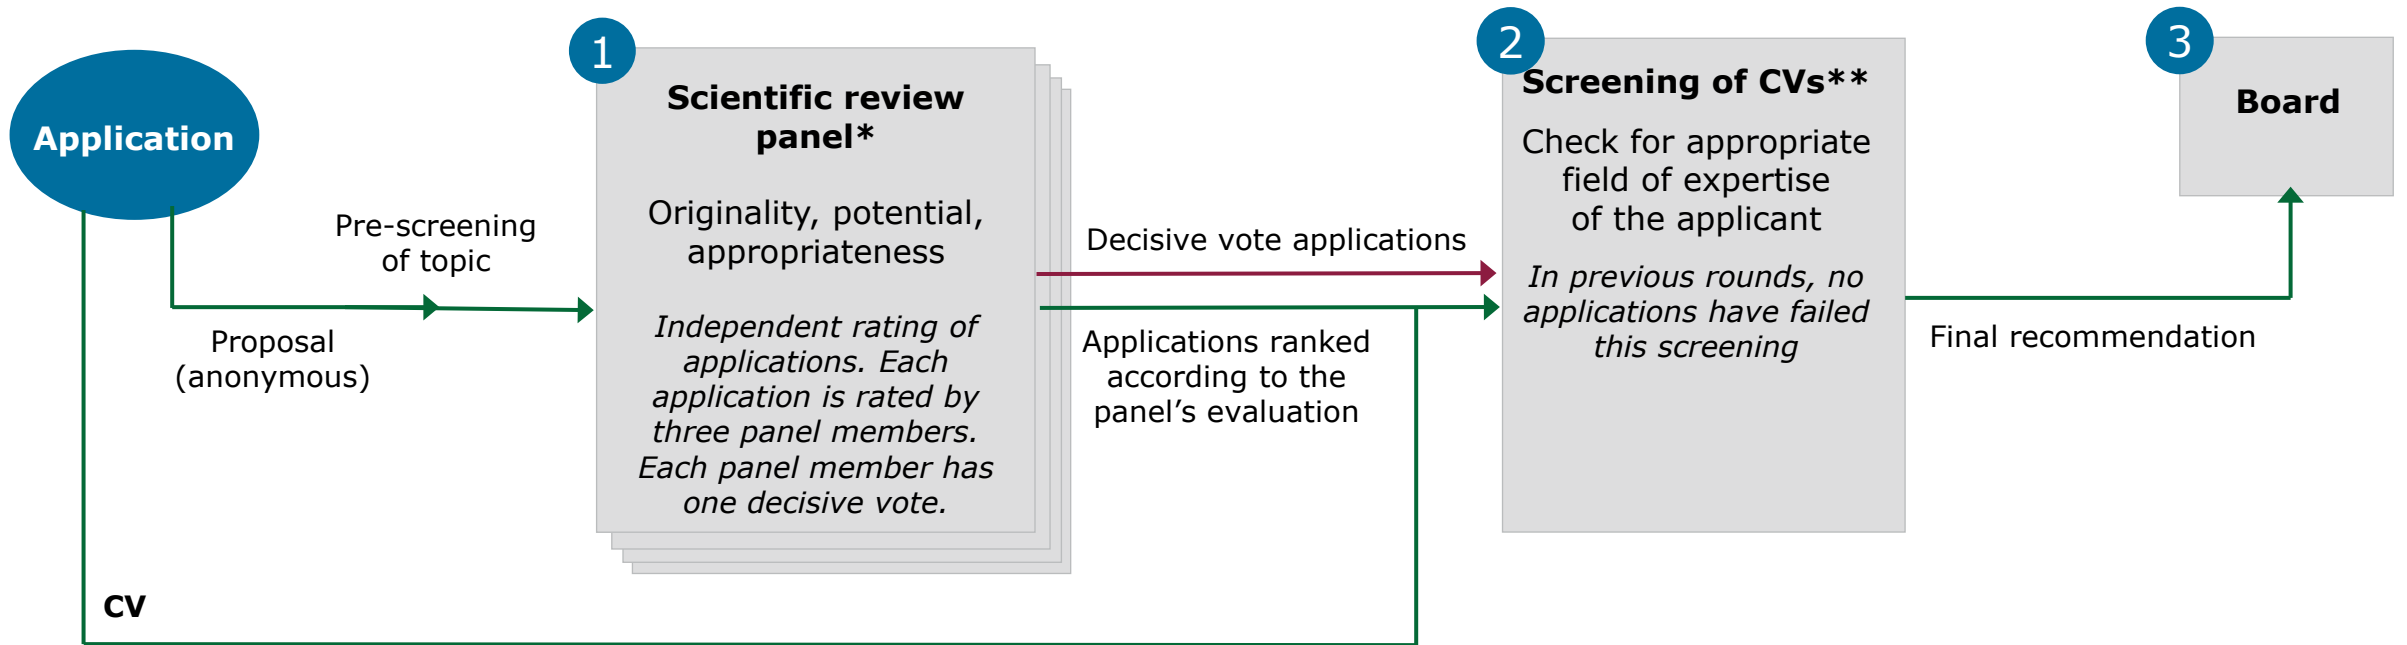 Application
Pre-screening
of topic
Proposal
(anonymous)
CV
1
Scientific review
panel*
Originality, potential,
appropriateness
Independent rating of
applications. Each
application is rated by
three panel members.
Each panel member has
one decisive vote.
Decisive vote applications
Applications ranked
according to the
panel’s evaluation
2
Screening of CVs**
Check for appropriate
field of expertise
of the applicant
In previous rounds, no
applications have failed
this screening
Final recommendation
3
Board